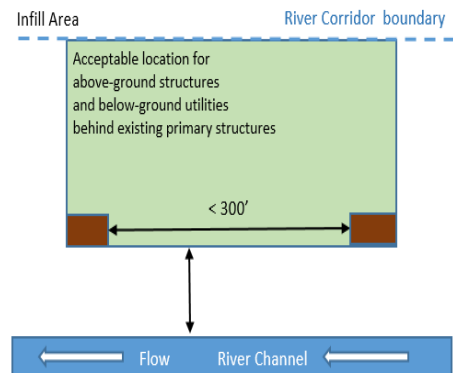 Infill Area
River Corridor boundary
Acceptable location for
above-ground structures
and below-ground utilities
behind existing primary structures
< 300'
Flow
River Channel